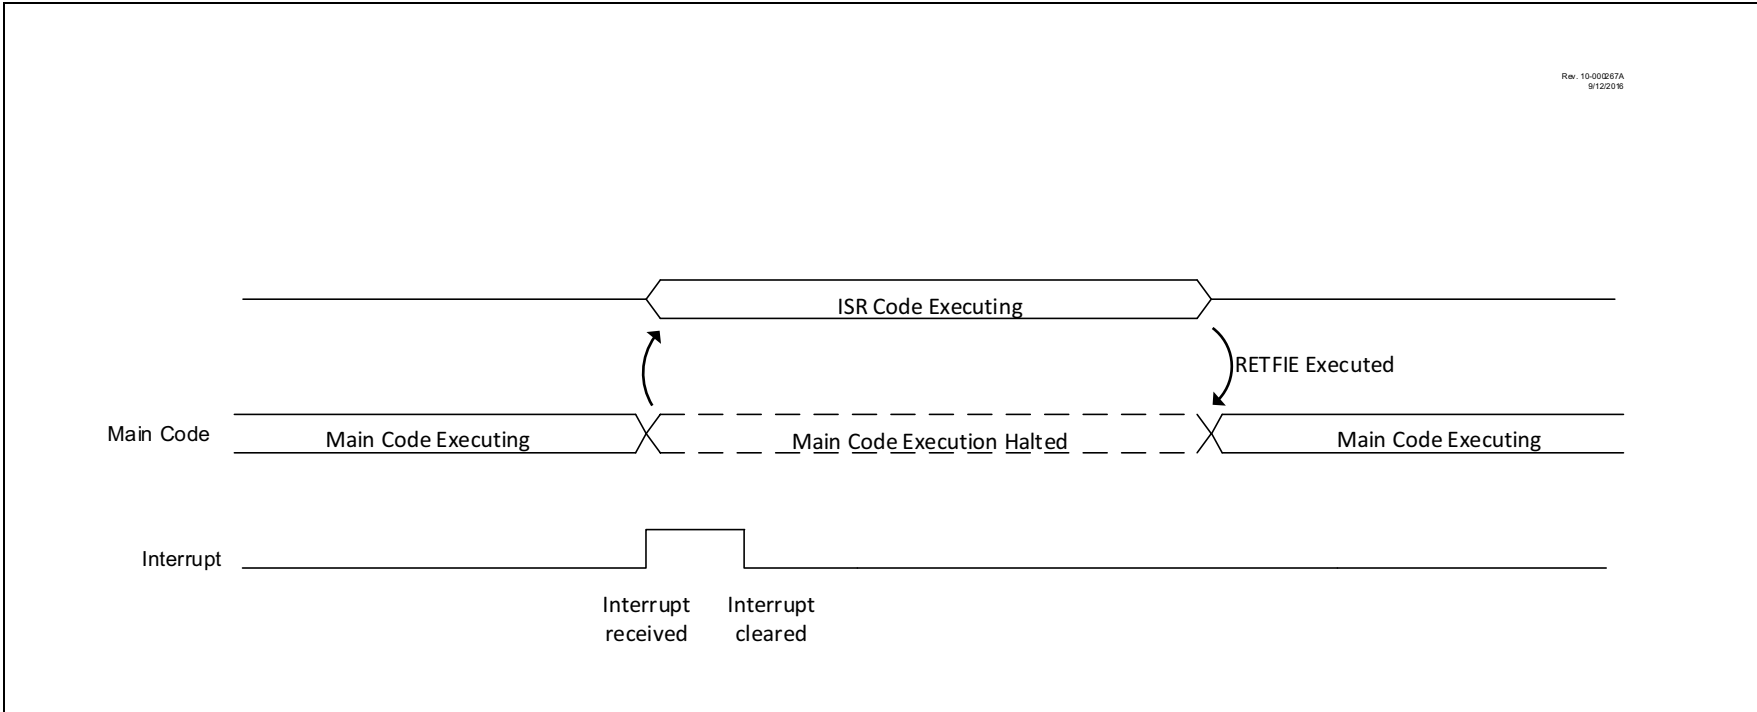 Rev. 10-000267A
9/12/2016
ISR Code Executing
RETFIE Executed
Main Code
Main Code Executing
Main Code Execution Halted
Main Code Executing
Interrupt
Interrupt
received
Interrupt
cleared